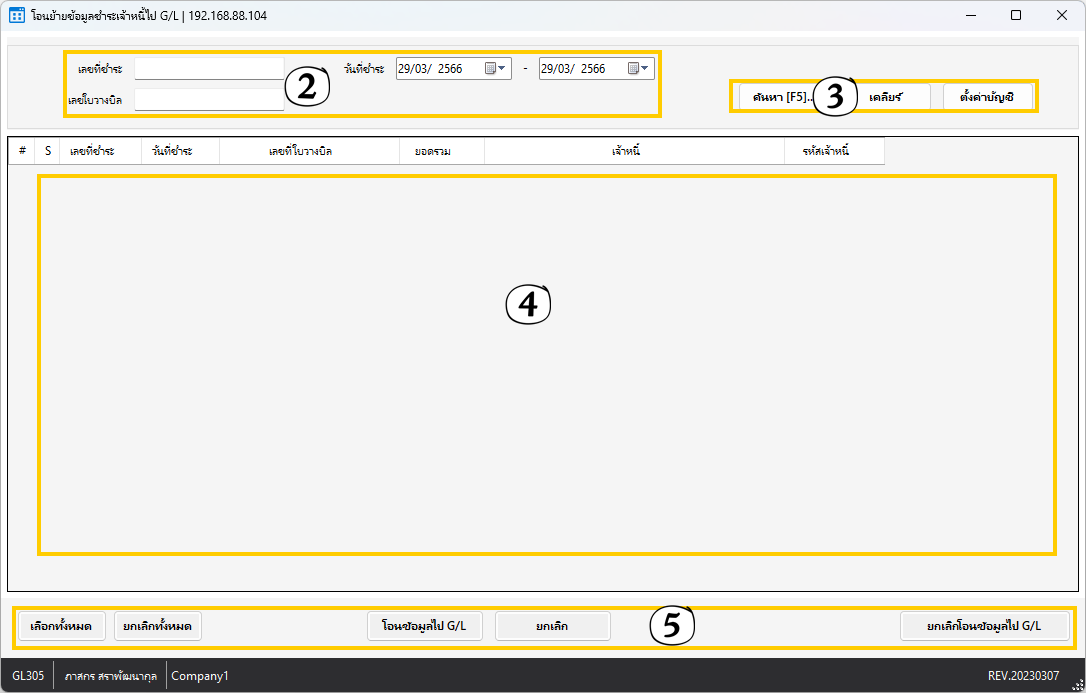 โอนย้ายข้อมูลชำระเจ้าหนี้ไป G/L | 192.168.88.104
เลขที่ชำระ วันที่ชำระ 29/03/ 2566 - 29/03/ 2566
2
เลขใบวางบิล
ค้นหา [F5].. 3 เคลียร์ ตั้งค่าบัญชี
# S เลขที่ชำระ วันที่ชำระ เลขที่ใบวางบิล ยอดรวม เจ้าหนี้ รหัสเจ้าหนี้
4
เลือกทั้งหมด ยกเลิกทั้งหมด โอนข้อมูลไป G/L ยกเลิก 5 ยกเลิกโอนข้อมูลไป G/L
GL305 ภาสกร สราพัฒนากุล Company1 REV.20230307